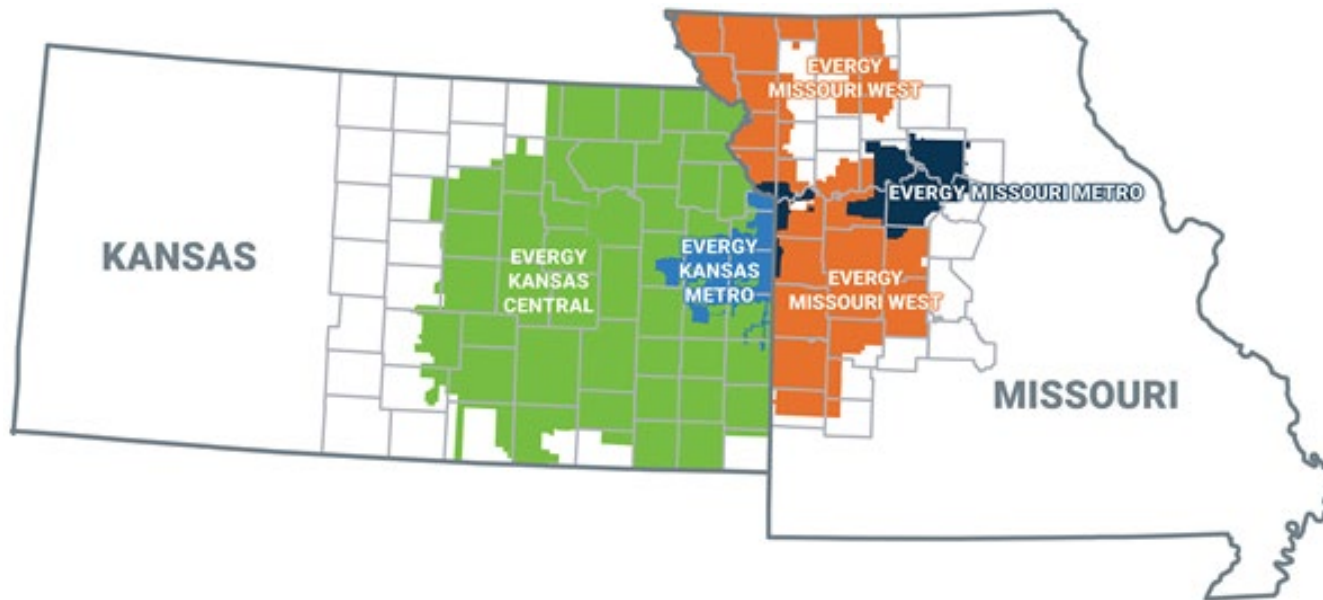 KANSAS
EVERGY
KANSAS
CENTRAL
EVERGY
KANSAS
METRO
EVERGY
MISSOURI WEST
EVERGY MISSOURI METRO
EVERGY
MISSOURI WEST
MISSOURI